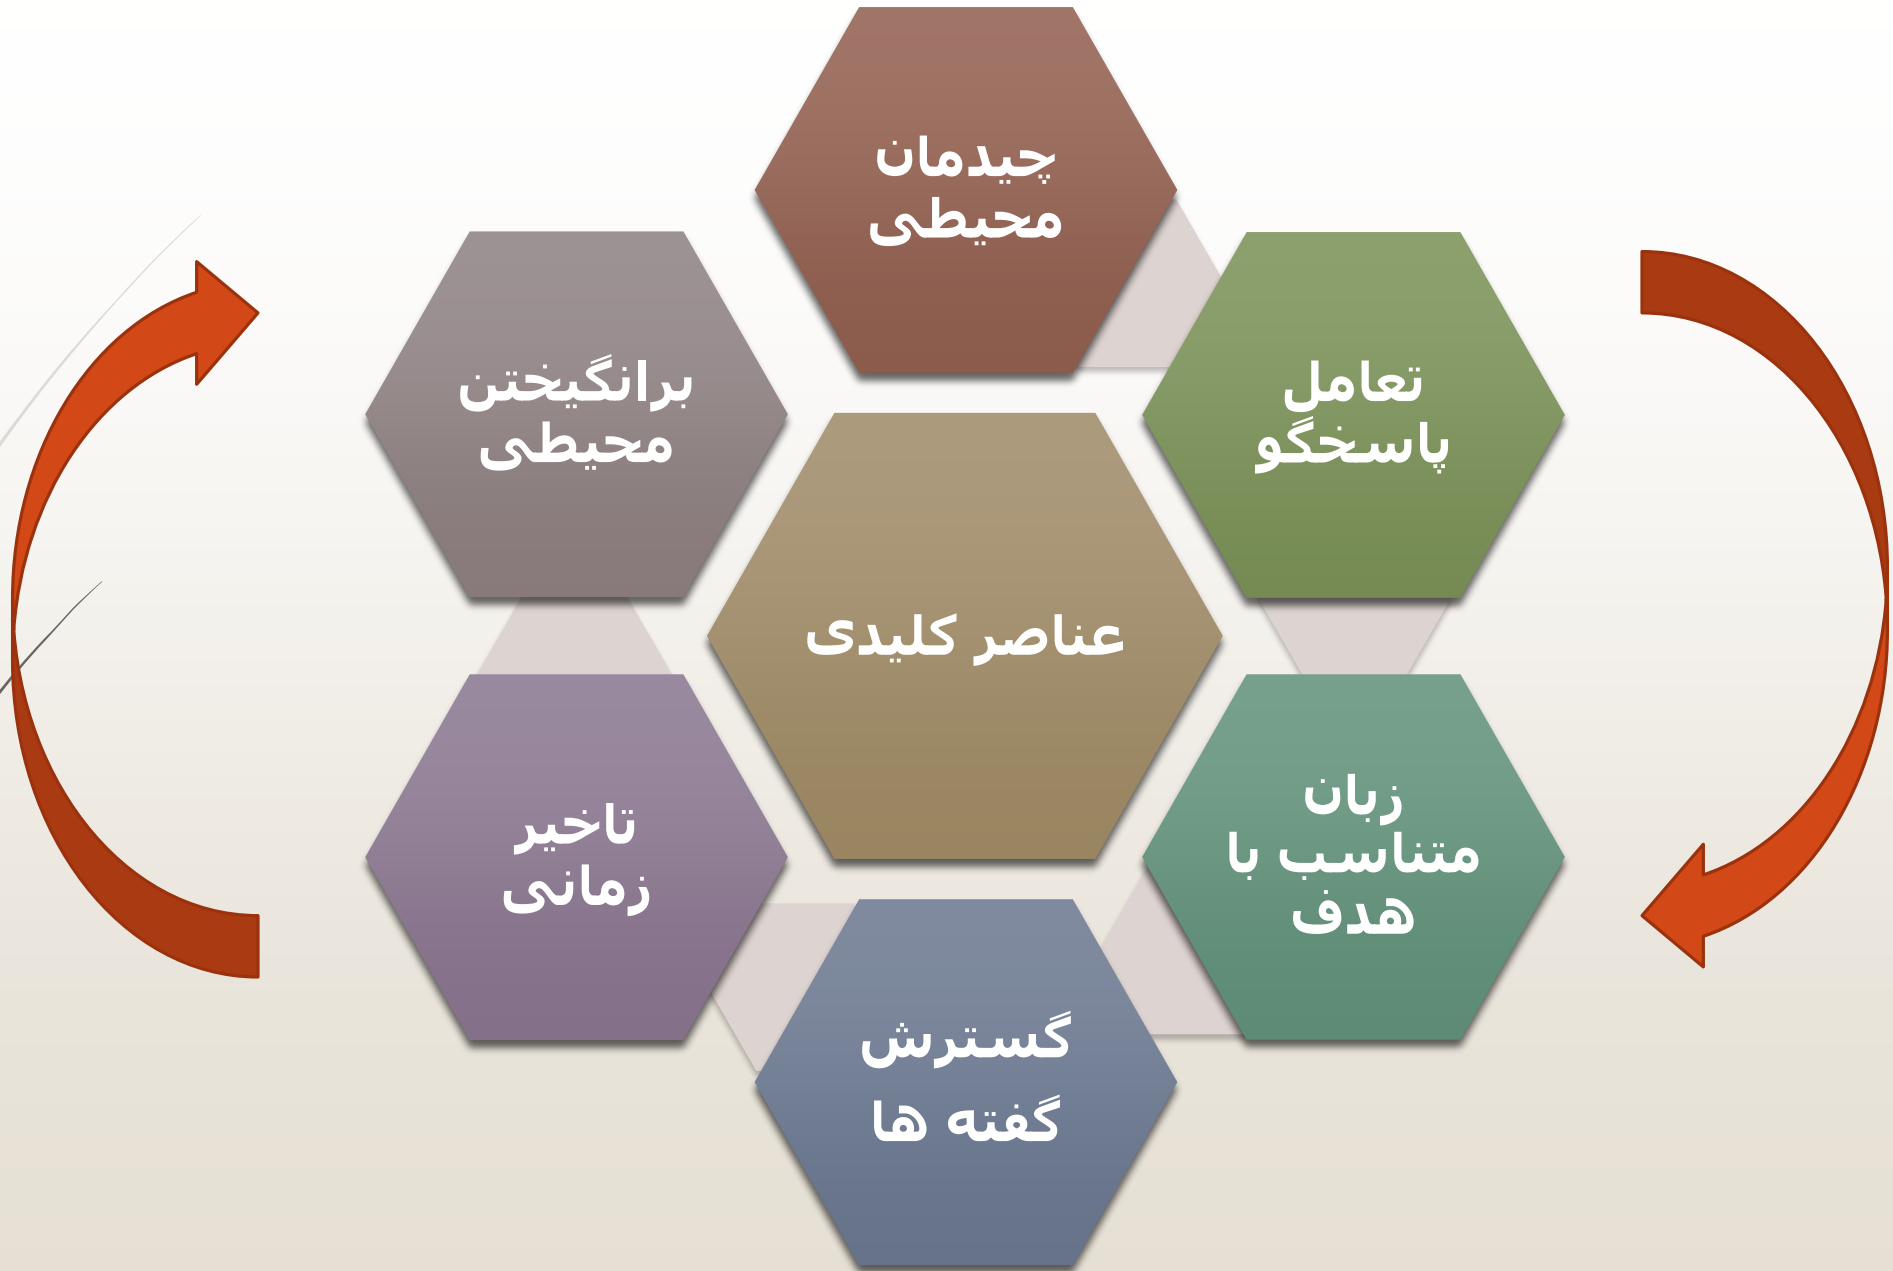 چیدمان
محیطی
تعامل
پاسخگو
زبان
متناسب با
هدف
گسترش
گفته ها
تاخیر
زمانی
برانگیختن
محیطی
عناصر کلیدی